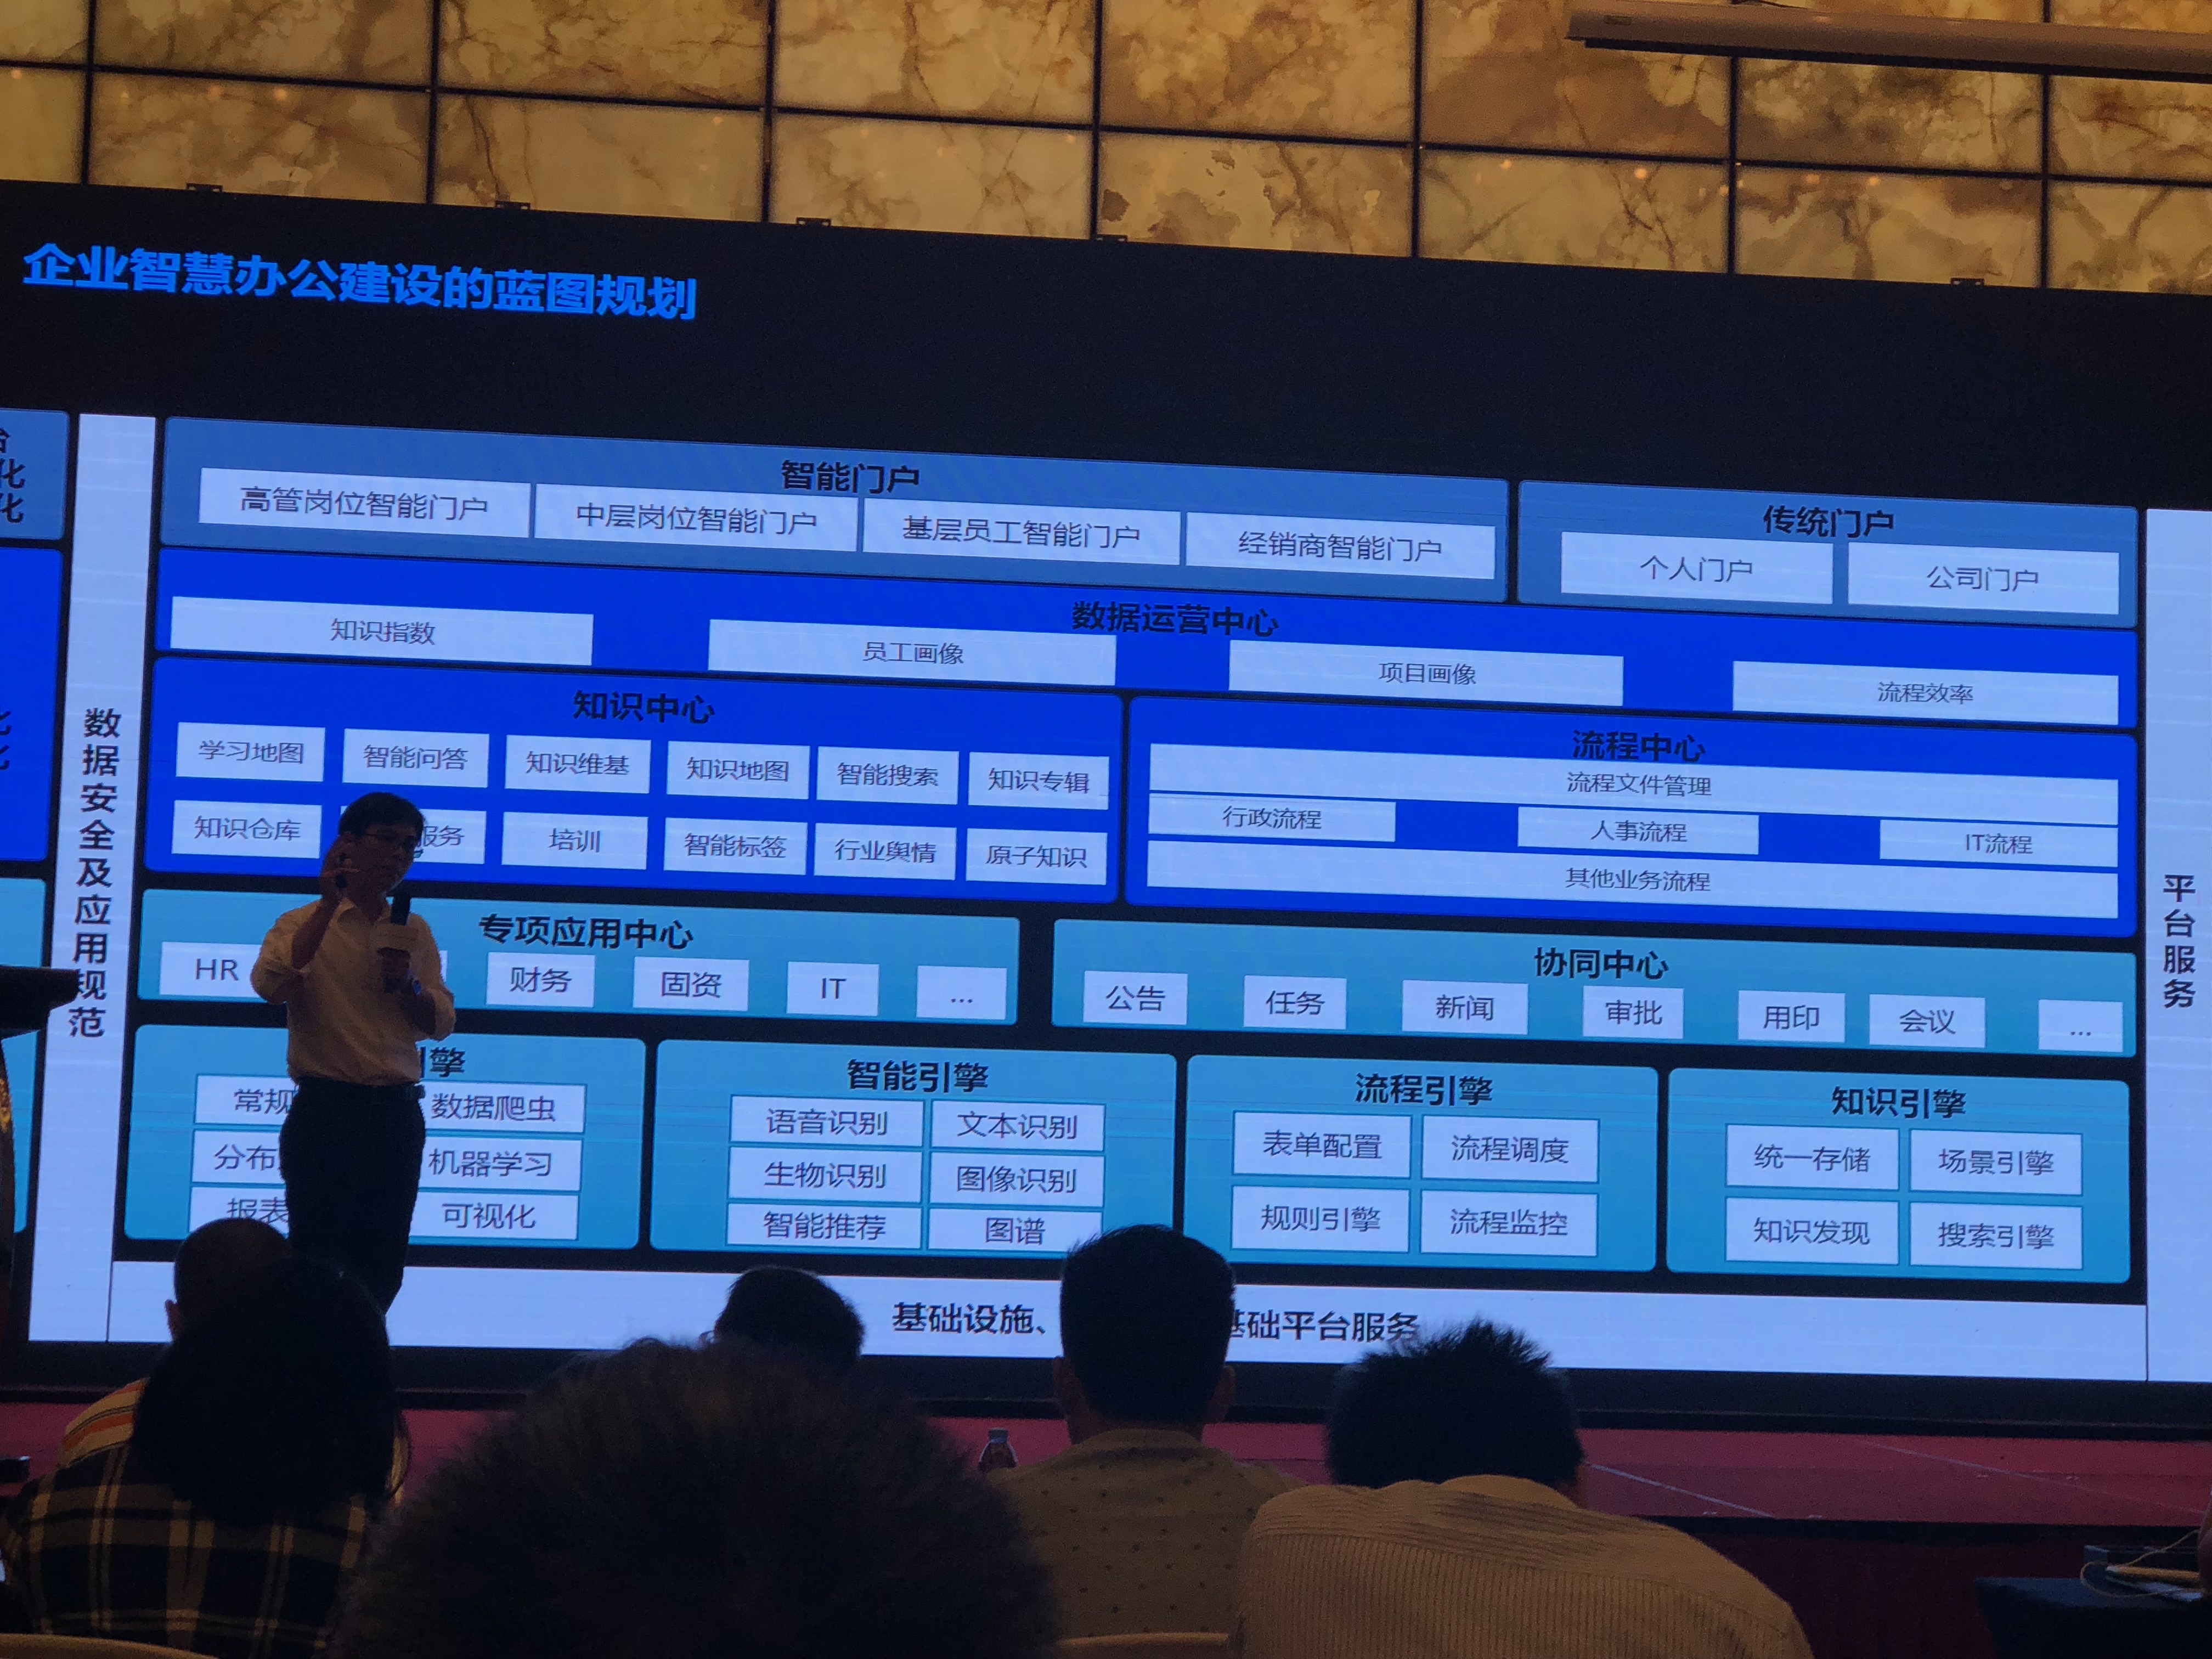 企业智慧办公建设的蓝图规划
化
化
数据安全及应用规范
智能门户
高管岗位智能门户 中层岗位智能门户 基层员工智能门户 经销商智能门户
传统门户
个人门户 公司门户
数据运营中心
知识指数 员工画像 项目画像 流程效率
知识中心
学习地图 智能问答 知识维基 知识地图 智能搜索 知识专辑
知识仓库 服务 培训 智能标签 行业舆情 原子知识
流程中心
流程文件管理
行政流程 人事流程 IT流程
其他业务流程
专项应用中心
HR 财务 固资 IT ...
协同中心
公告 任务 新闻 审批 用印 会议 ...
引擎
常规 数据爬虫
分布 机器学习
报表 可视化
智能引擎
语音识别 文本识别
生物识别 图像识别
智能推荐 图谱
流程引擎
表单配置 流程调度
规则引擎 流程监控
知识引擎
统一存储 场景引擎
知识发现 搜索引擎
基础设施、 基础平台服务
平台服务